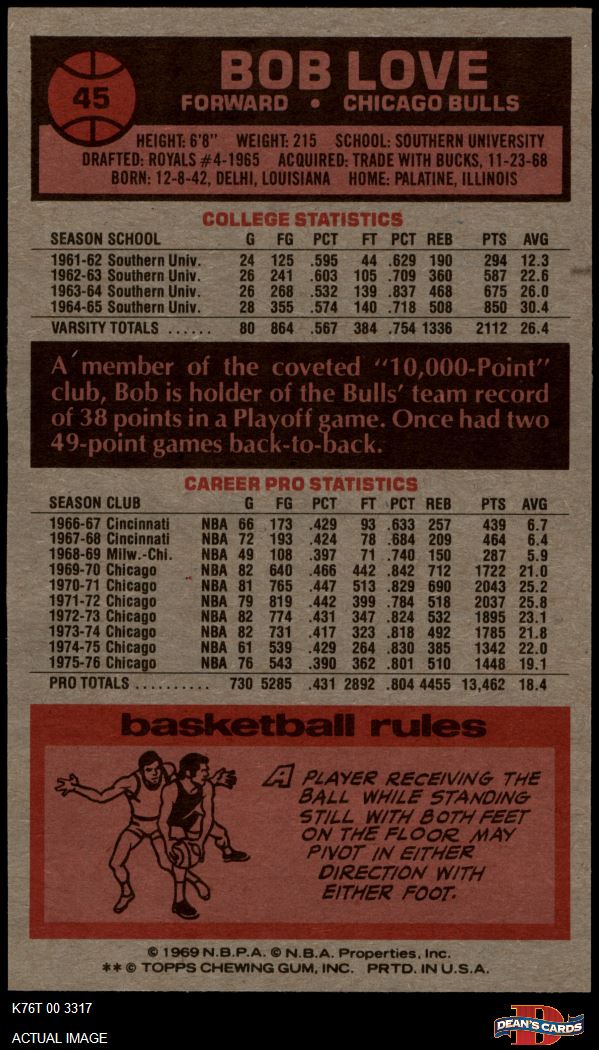 45
BOB LOVE
FORWARD • CHICAGO BULLS
HEIGHT: 6'8" WEIGHT: 215 SCHOOL: SOUTHERN UNIVERSITY
DRAFTED: ROYALS #4-1965 ACQUIRED: TRADE WITH BUCKS, 11-23-68
BORN: 12-8-42, DELHI, LOUISIANA HOME: PALATINE, ILLINOIS
COLLEGE STATISTICS
SEASON SCHOOL G FG PCT FT PCT REB PTS AVG
1961-62 Southern Univ. 24 125 .595 44 .629 190 294 12.3
1962-63 Southern Univ. 26 241 .603 105 .709 360 587 22.6
1963-64 Southern Univ. 26 268 .532 139 .837 468 675 26.0
1964-65 Southern Univ. 28 355 .574 140 .718 508 850 30.4
VARSITY TOTALS ...... 80 864 .567 384 .754 1336 2112 26.4
A member of the coveted "10,000-Point"
club, Bob is holder of the Bulls' team record
of 38 points in a Playoff game. Once had two
49-point games back-to-back.
CAREER PRO STATISTICS
SEASON CLUB G FG PCT FT PCT REB PTS AVG
1966-67 Cincinnati NBA 66 173 .429 93 .633 257 439 6.7
1967-68 Cincinnati NBA 72 193 .424 78 .684 209 464 6.4
1968-69 Milw.-Chi. NBA 49 108 .397 71 .740 150 287 5.9
1969-70 Chicago NBA 82 640 .466 442 .842 712 1722 21.0
1970-71 Chicago NBA 81 765 .447 513 .829 690 2043 25.2
1971-72 Chicago NBA 79 819 .442 399 .784 518 2037 25.8
1972-73 Chicago NBA 82 774 .431 347 .824 532 1895 23.1
1973-74 Chicago NBA 82 731 .417 323 .818 492 1785 21.8
1974-75 Chicago NBA 61 539 .429 264 .830 385 1342 22.0
1975-76 Chicago NBA 76 543 .390 362 .801 510 1448 19.1
PRO TOTALS .......... 730 5285 .431 2892 .804 4455 13,462 18.4
basketball rules
A PLAYER RECEIVING THE
BALL WHILE STANDING
STILL WITH BOTH FEET
ON THE FLOOR MAY
PIVOT IN EITHER
DIRECTION WITH
EITHER FOOT.
© 1969 N.B.P.A. © N.B.A. Properties, Inc.
** © TOPPS CHEWING GUM, INC. PRTD. IN U.S.A.
K76T 00 3317
ACTUAL IMAGE
D
DEAN'S CARDS